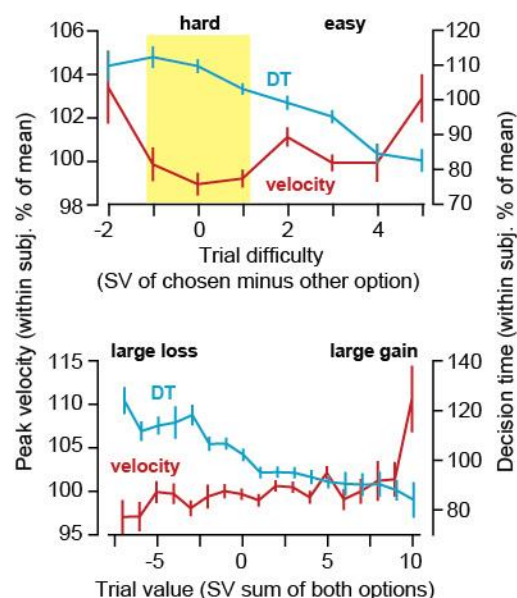 hard easy
106
104
102
100
98
DT
velocity
120
110
100
90
80
70
-2 0 2 4
Trial difficulty
(SV of chosen minus other option)
Peak velocity (within subj. % of mean)
Decision time (within subj. % of mean)
large loss large gain
115
110
105
100
95
DT
velocity
140
120
100
80
-5 0 5 10
Trial value (SV sum of both options)